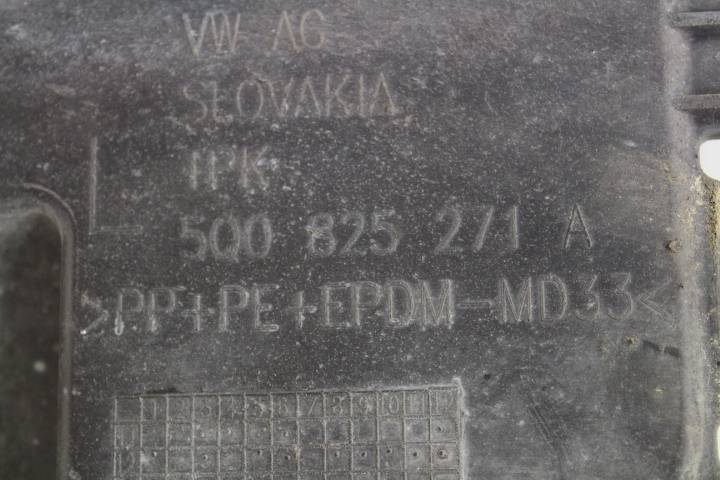 VW AG
SLOVAKIA
IPK
5Q0 825 271 A
>PP+PE+EPDM-MD33<